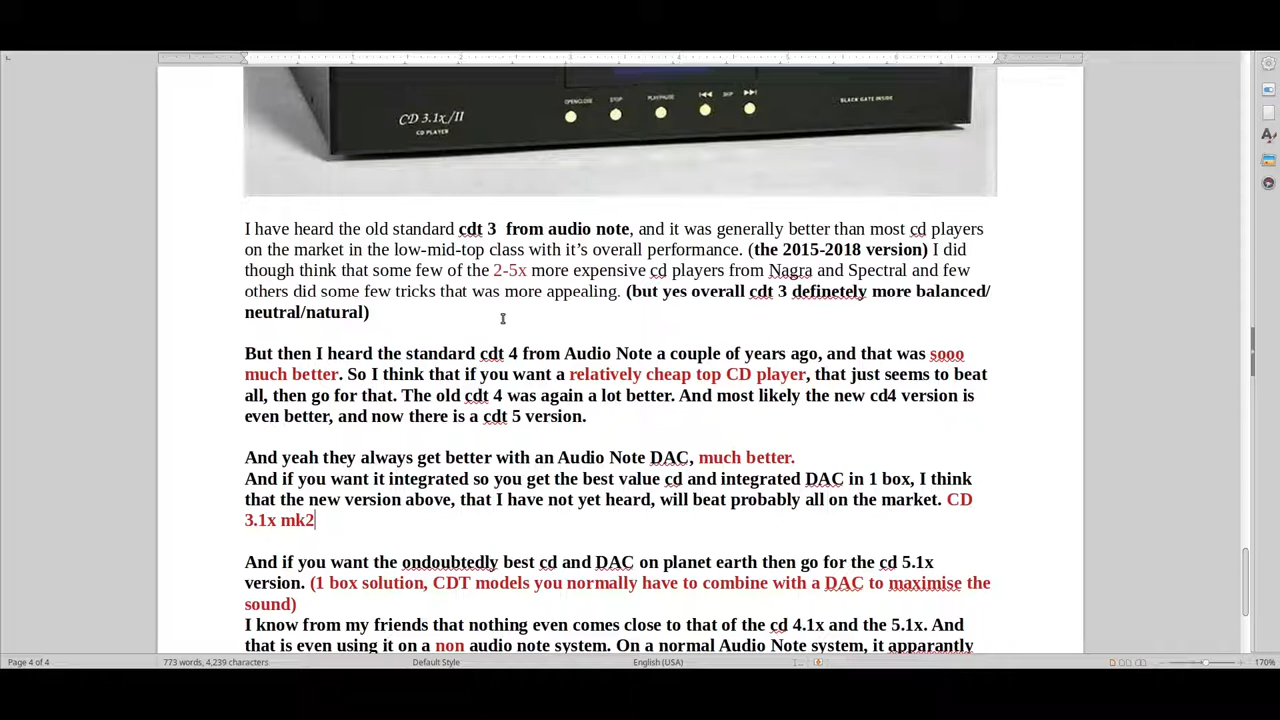 OPEN/CLOSE STOP PLAY/PAUSE SKIP
CD 3.1x/II
CD PLAYER
BLACK GATE INSIDE
I have heard the old standard cdt 3  from audio note, and it was generally better than most cd players
on the market in the low-mid-top class with it’s overall performance. (the 2015-2018 version) I did
though think that some few of the 2-5x more expensive cd players from Nagra and Spectral and few
others did some few tricks that was more appealing. (but yes overall cdt 3 definetely more balanced/
neutral/natural)
But then I heard the standard cdt 4 from Audio Note a couple of years ago, and that was sooo
much better. So I think that if you want a relatively cheap top CD player, that just seems to beat
all, then go for that. The old cdt 4 was again a lot better. And most likely the new cd4 version is
even better, and now there is a cdt 5 version.
And yeah they always get better with an Audio Note DAC, much better.
And if you want it integrated so you get the best value cd and integrated DAC in 1 box, I think
that the new version above, that I have not yet heard, will beat probably all on the market. CD
3.1x mk2
And if you want the ondoubtedly best cd and DAC on planet earth then go for the cd 5.1x
version. (1 box solution, CDT models you normally have to combine with a DAC to maximise the
sound)
I know from my friends that nothing even comes close to that of the cd 4.1x and the 5.1x. And
that is even using it on a non audio note system. On a normal Audio Note system, it apparantly
Page 4 of 4 773 words, 4,239 characters Default Style English (USA) 170%